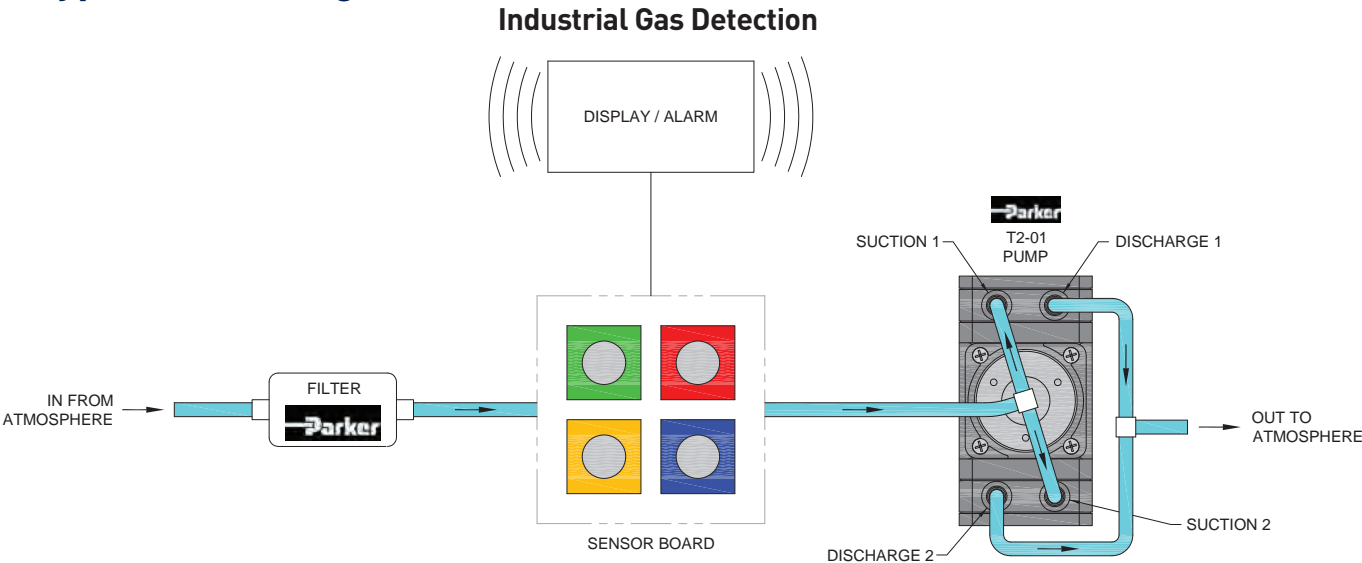 Industrial Gas Detection
DISPLAY / ALARM
Parker
T2-01
PUMP
SUCTION 1
DISCHARGE 1
IN FROM
ATMOSPHERE
FILTER
Parker
OUT TO
ATMOSPHERE
SENSOR BOARD
SUCTION 2
DISCHARGE 2